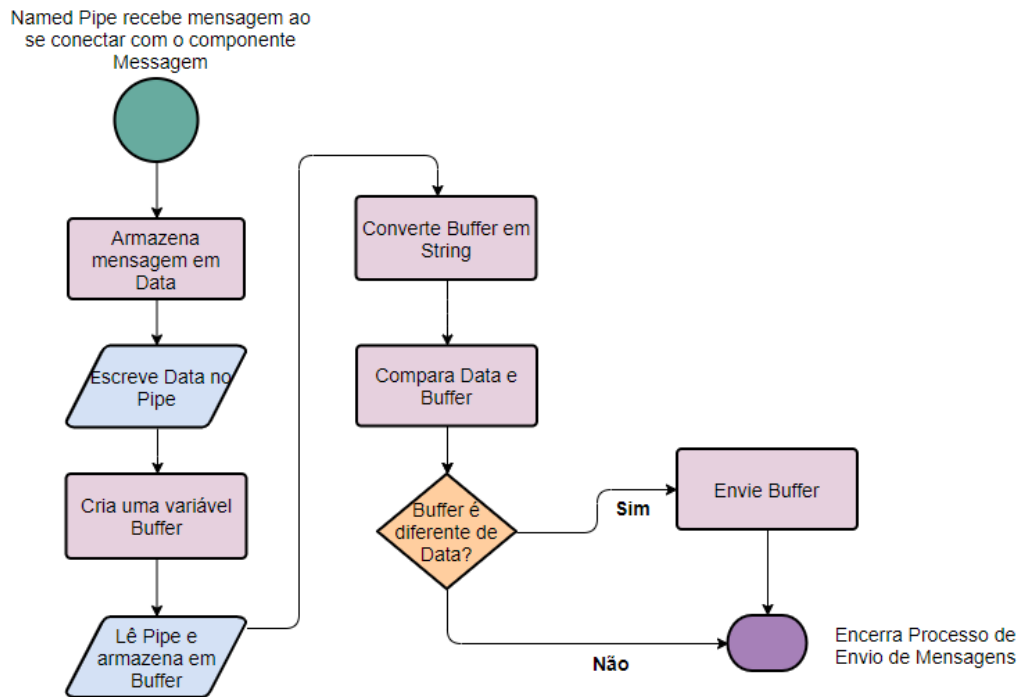 Named Pipe recebe mensagem ao
se conectar com o componente
Messagem
Armazena
mensagem em
Data
Escreve Data no
Pipe
Cria uma variável
Buffer
Lê Pipe e
armazena em
Buffer
Converte Buffer em
String
Compara Data e
Buffer
Buffer é
diferente de
Data?
Sim
Envie Buffer
Não
Encerra Processo de
Envio de Mensagens